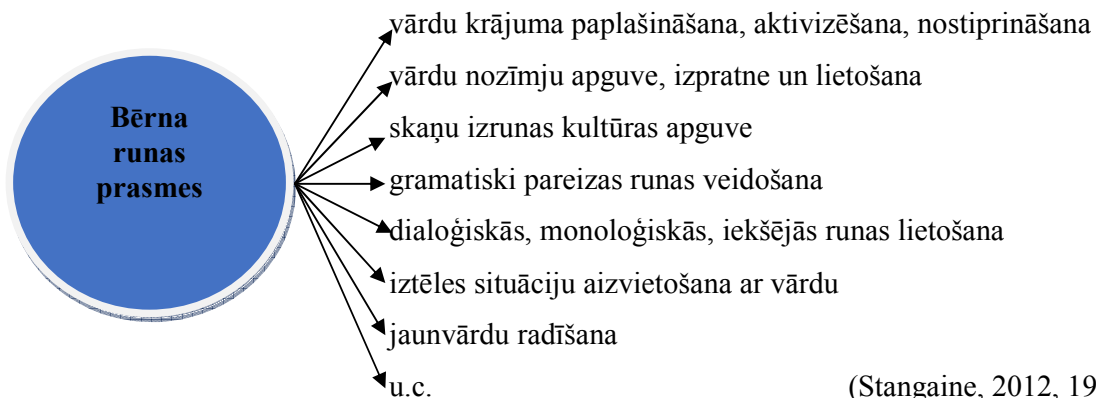 Bērna
runas
prasmes
vārdu krājuma paplašināšana, aktivizēšana, nostiprināšana
vārdu nozīmju apguve, izpratne un lietošana
skaņu izrunas kultūras apguve
gramatiski pareizas runas veidošana
dialoģiskās, monoloģiskās, iekšējās runas lietošana
iztēles situāciju aizvietošana ar vārdu
jaunvārdu radīšana
u.c. (Stangaine, 2012, 19